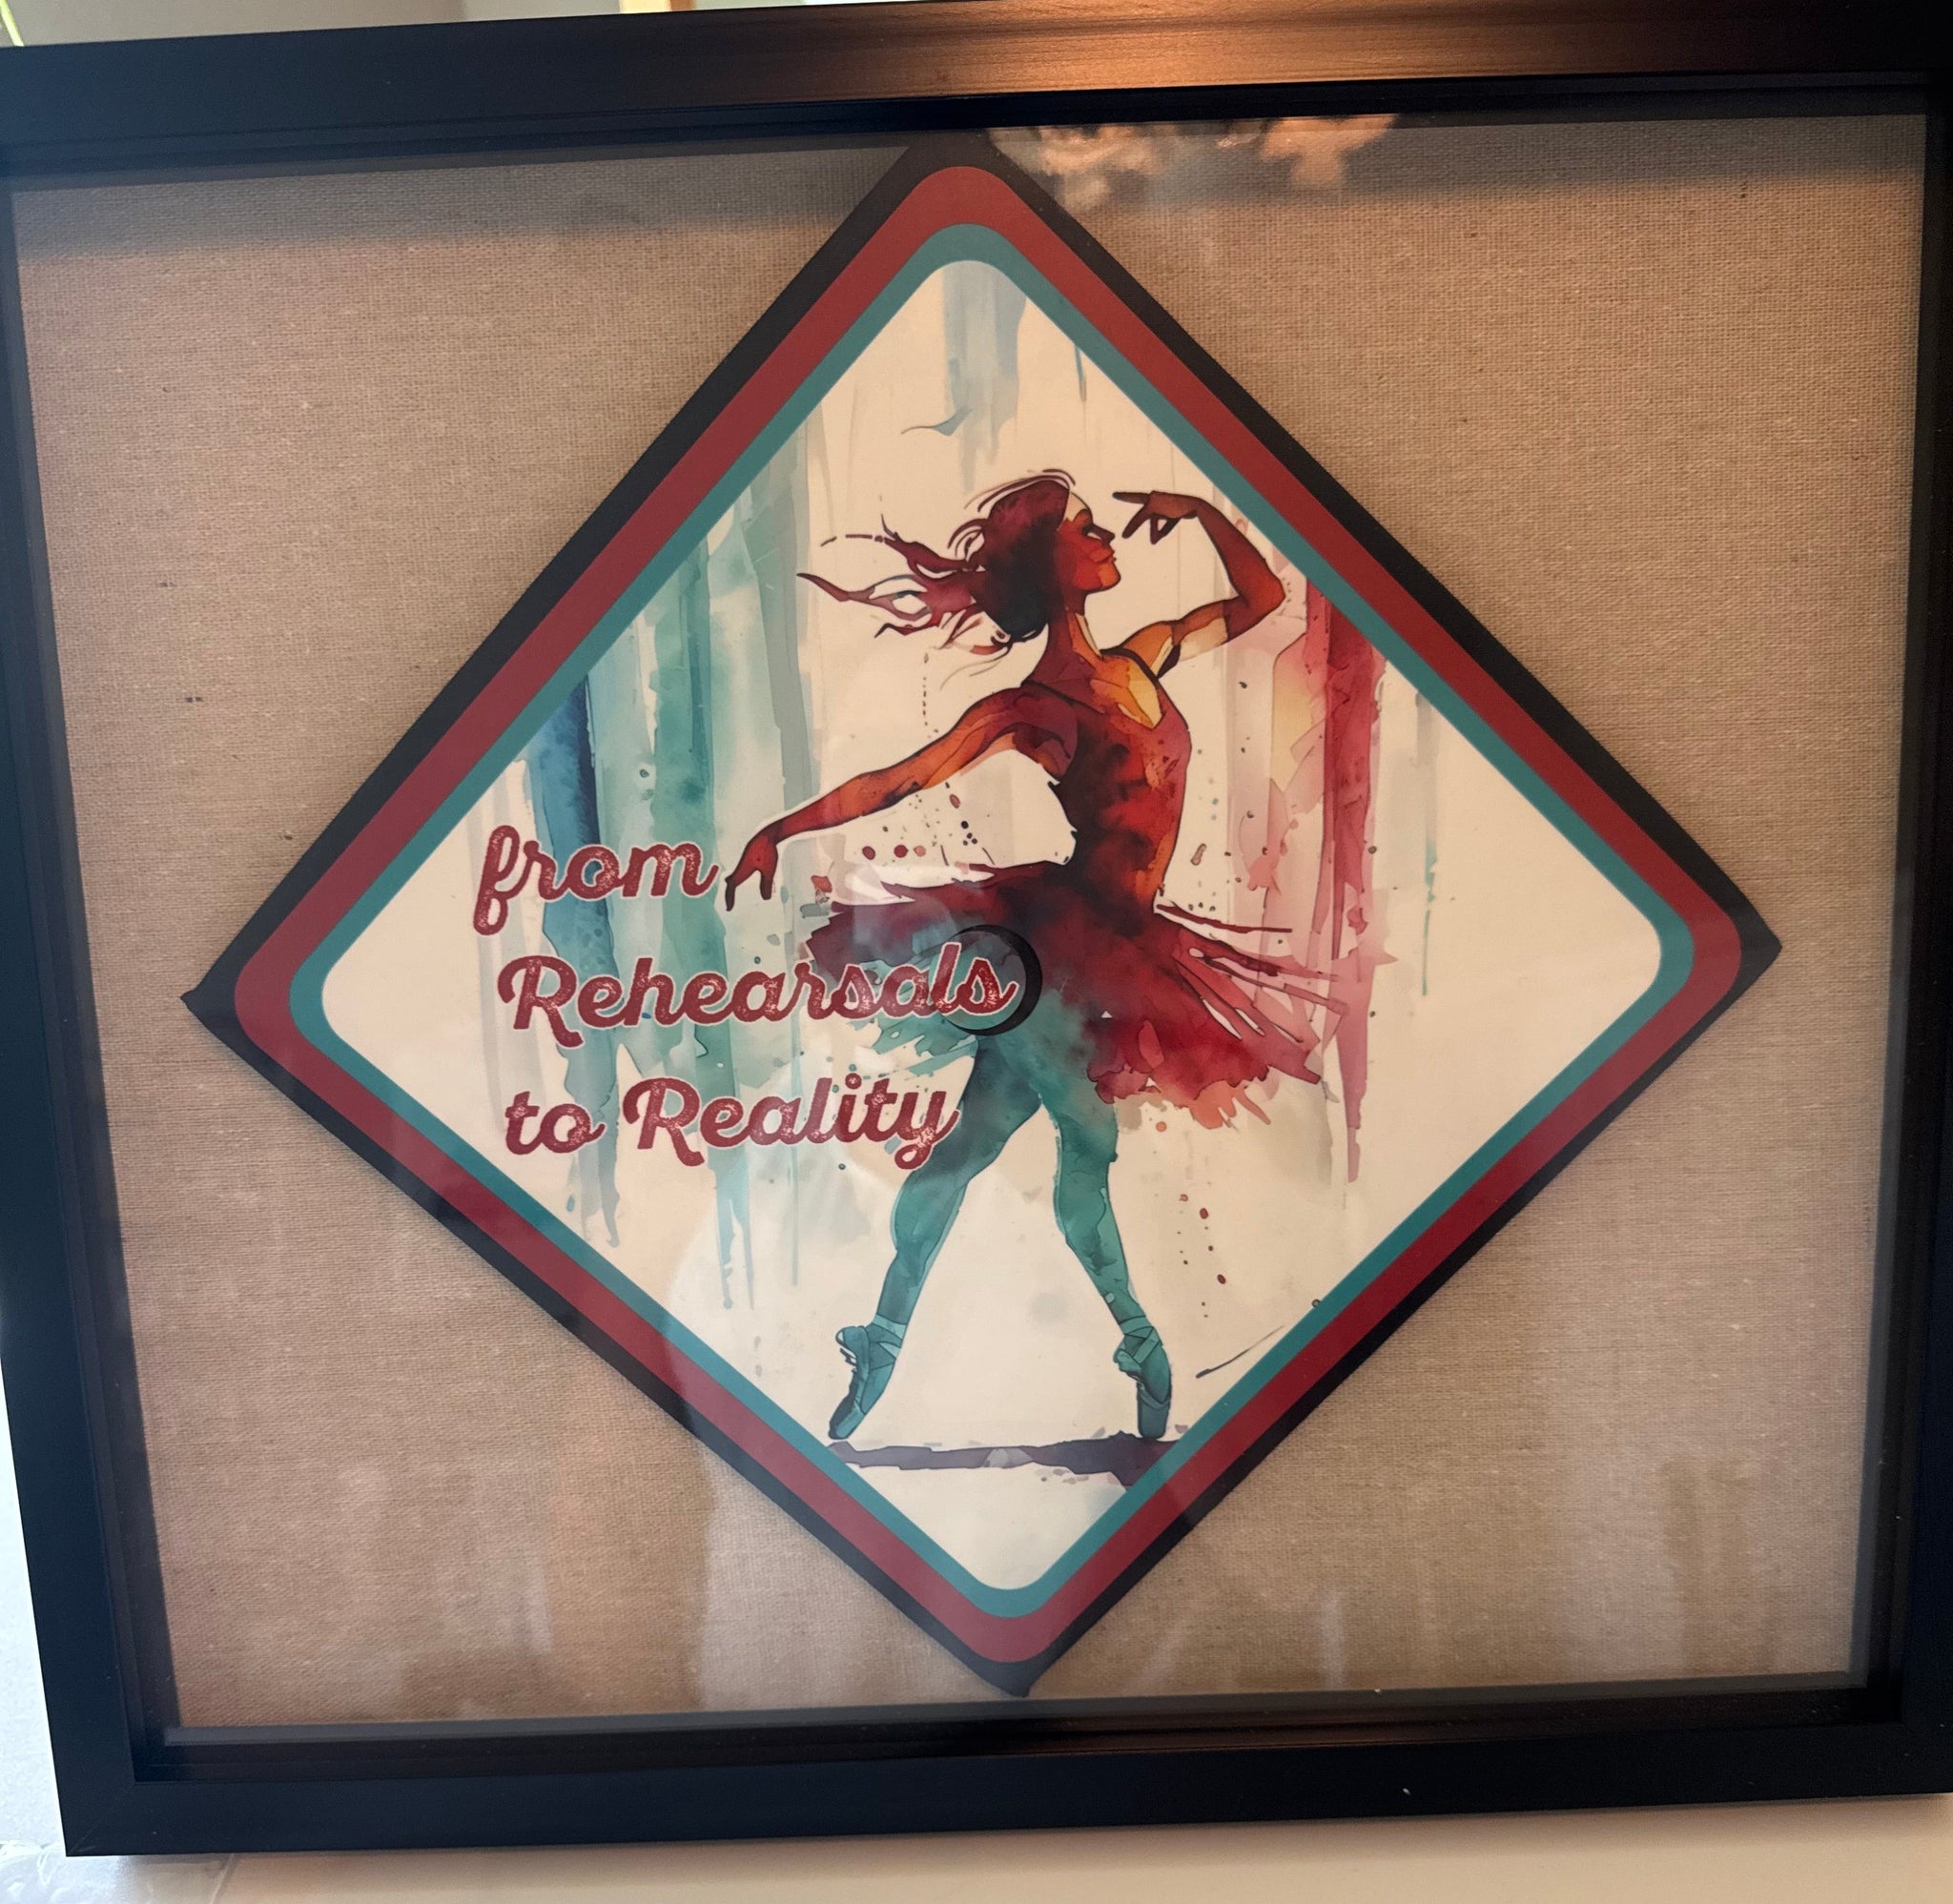 from
Rehearsals
to Reality